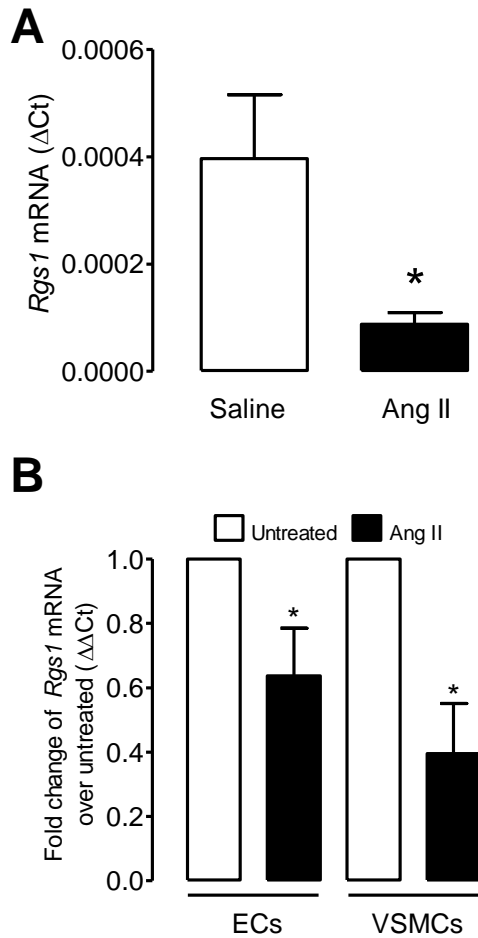 A
Rgs1 mRNA (ΔCt)
0.0006
0.0004
0.0002
0.0000
*
Saline
Ang II
B
Untreated
Ang II
Fold change of Rgs1 mRNA
over untreated (ΔΔCt)
1.0
0.8
0.6
0.4
0.2
0.0
*
*
ECs
VSMCs